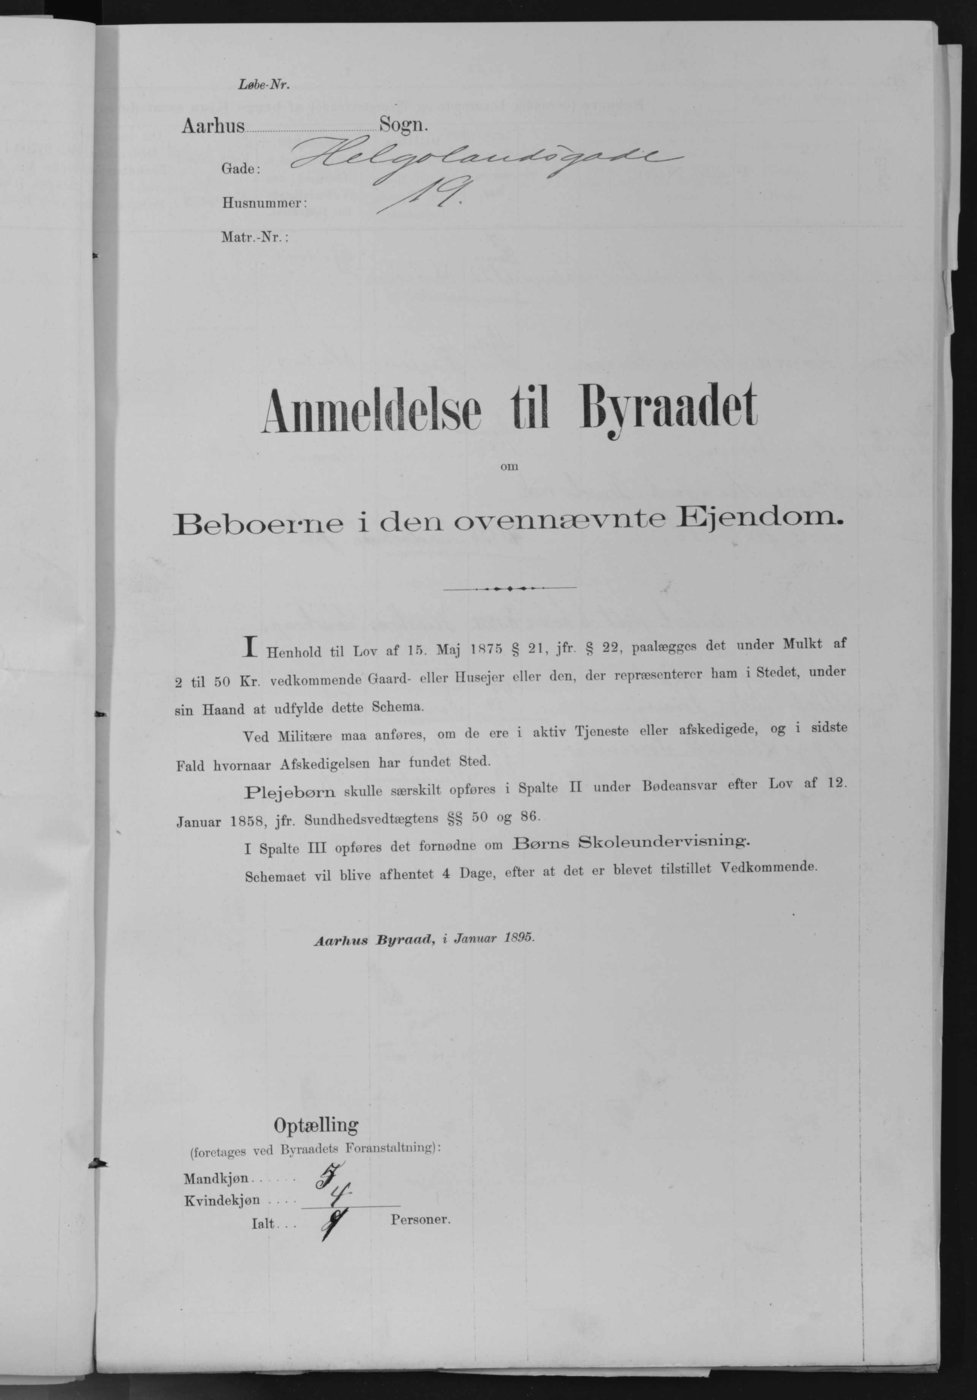 Løbe-Nr.
Aarhus Sogn.
Gade: Helgolandsgade
Husnummer: 19.
Matr.-Nr.:
Anmeldelse til Byraadet
om
Beboerne i den ovennævnte Ejendom.
I Henhold til Lov af 15. Maj 1875 § 21, jfr. § 22, paalægges det under Mulkt af
2 til 50 Kr. vedkommende Gaard- eller Husejer eller den, der repræsenterer ham i Stedet, under
sin Haand at udfylde dette Schema.
Ved Militære maa anføres, om de ere i aktiv Tjeneste eller afskedigede, og i sidste
Fald hvornaar Afskedigelsen har fundet Sted.
Plejebørn skulle særskilt opføres i Spalte II under Bødeansvar efter Lov af 12.
Januar 1858, jfr. Sundhedsvedtægtens §§ 50 og 86.
I Spalte III opføres det fornødne om Børns Skoleundervisning.
Schemaet vil blive afhentet 4 Dage, efter at det er blevet tilstillet Vedkommende.
Aarhus Byraad, i Januar 1895.
Optælling
(foretages ved Byraadets Foranstaltning):
Mandkjøn...... 5
Kvindekjøn .... 4
Ialt... 9 Personer.